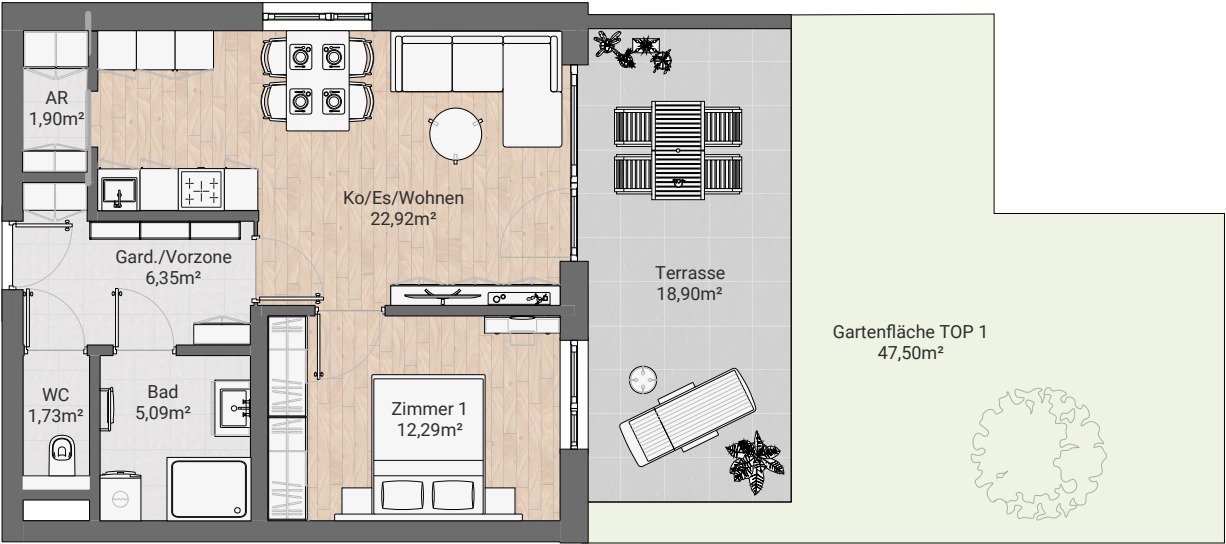 AR
1,90m²
Ko/Es/Wohnen
22,92m²
Gard./Vorzone
6,35m²
Terrasse
18,90m²
Gartenfläche TOP 1
47,50m²
WC
1,73m²
Bad
5,09m²
Zimmer 1
12,29m²